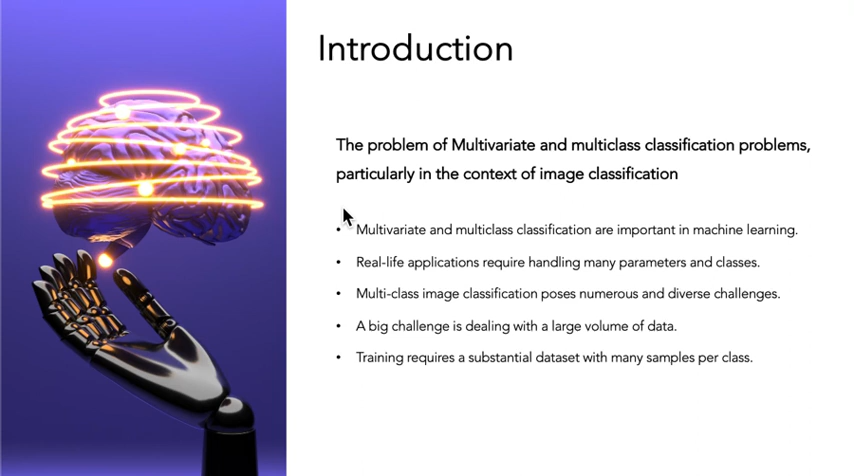 Introduction
The problem of Multivariate and multiclass classification problems,
particularly in the context of image classification
• Multivariate and multiclass classification are important in machine learning.
• Real-life applications require handling many parameters and classes.
• Multi-class image classification poses numerous and diverse challenges.
• A big challenge is dealing with a large volume of data.
• Training requires a substantial dataset with many samples per class.